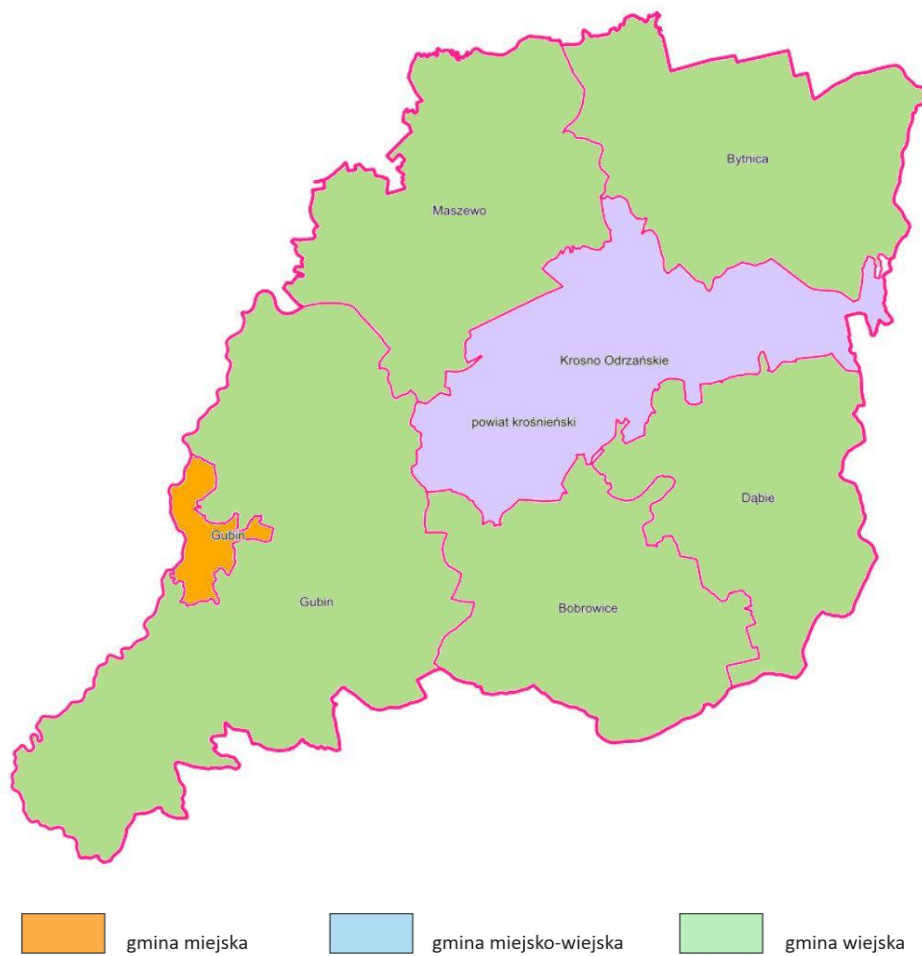 Bytnica
Maszewo
Krosno Odrzańskie
powiat krośnieński
Dąbie
Gubin
Gubin
Bobrowice
gmina miejska
gmina miejsko-wiejska
gmina wiejska